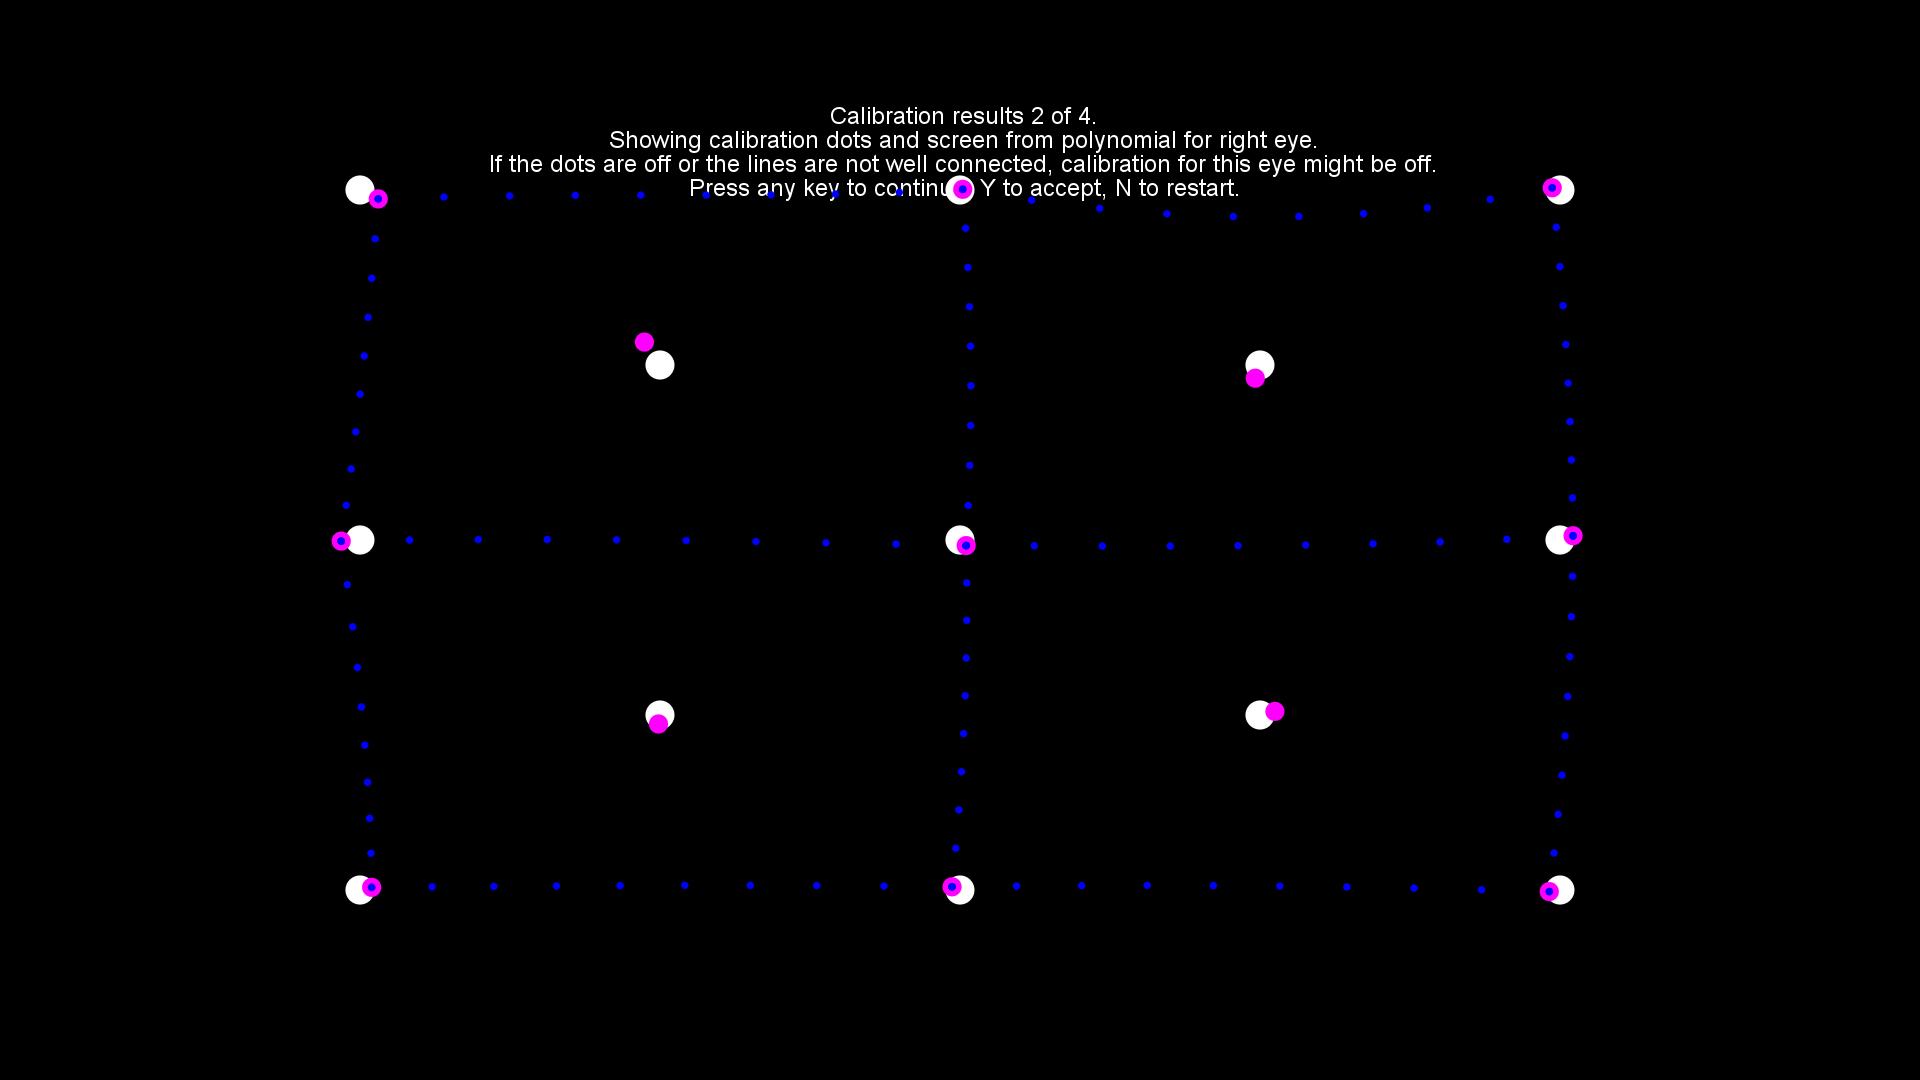 Calibration results 2 of 4.
Showing calibration dots and screen from polynomial for right eye.
If the dots are off or the lines are not well connected, calibration for this eye might be off.
Press any key to continue Y to accept, N to restart.